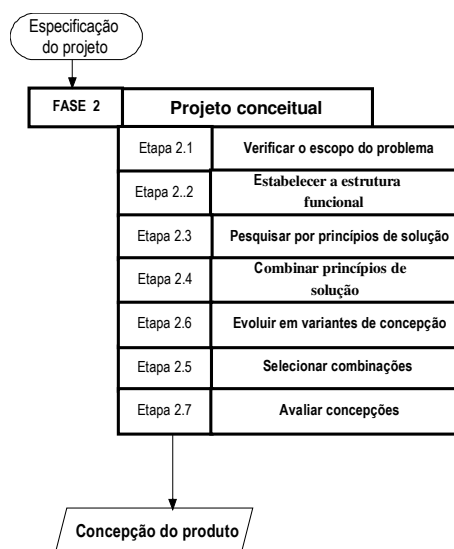 Especificação
do projeto
FASE 2
Projeto conceitual
Etapa 2.1
Verificar o escopo do problema
Etapa 2..2
Estabelecer a estrutura
funcional
Etapa 2.3
Pesquisar por princípios de solução
Etapa 2.4
Combinar princípios de
solução
Etapa 2.6
Evoluir em variantes de concepção
Etapa 2.5
Selecionar combinações
Etapa 2.7
Avaliar concepções
Concepção do produto